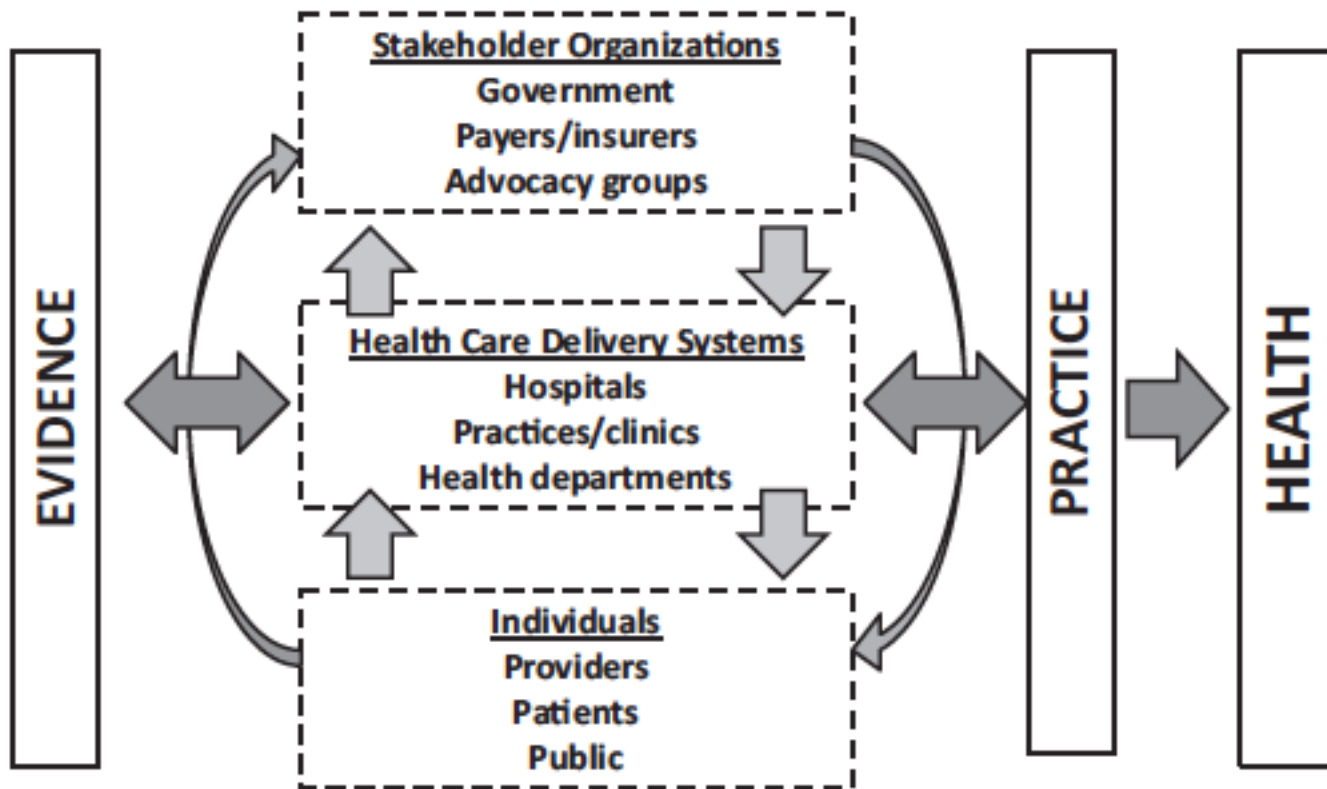 EVIDENCE
Stakeholder Organizations
Government
Payers/insurers
Advocacy groups
Health Care Delivery Systems
Hospitals
Practices/clinics
Health departments
Individuals
Providers
Patients
Public
PRACTICE
HEALTH